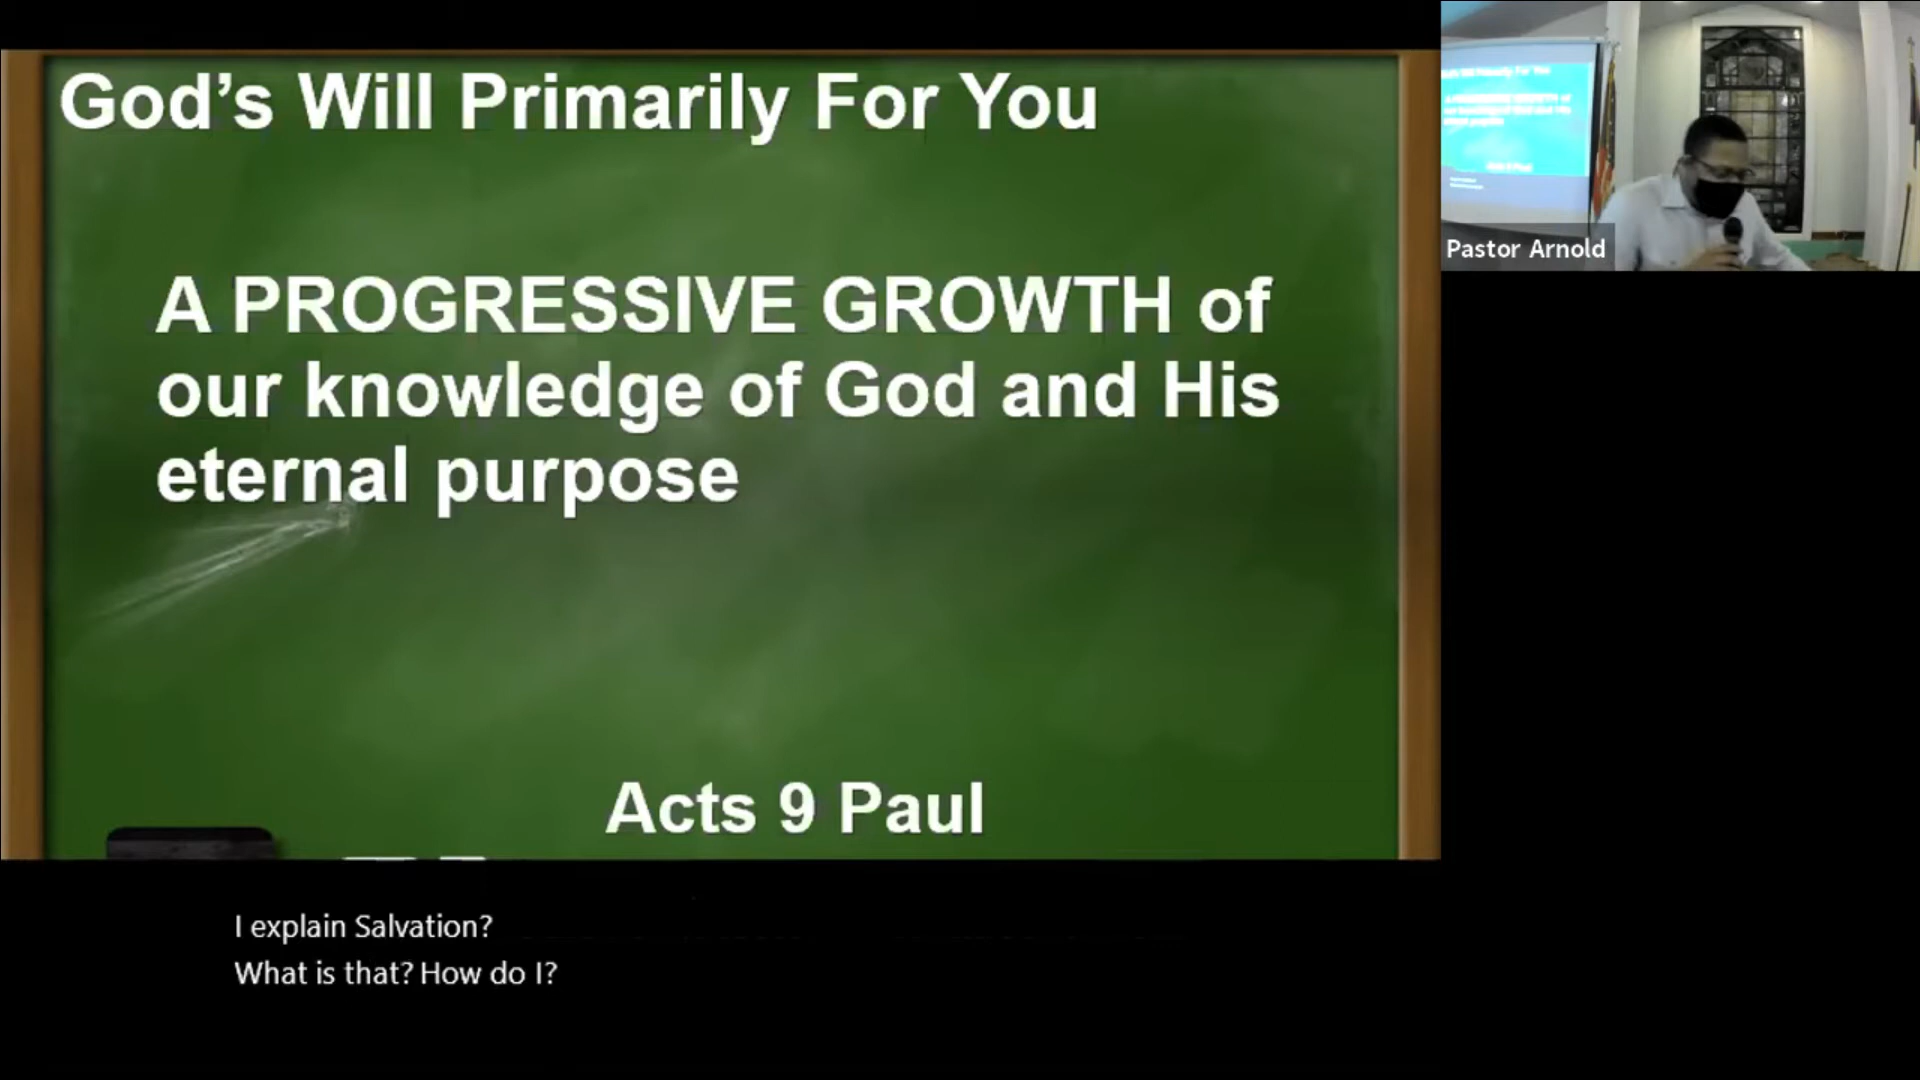 God's Will Primarily For You
A PROGRESSIVE GROWTH of
our knowledge of God and His
eternal purpose
Acts 9 Paul
Pastor Arnold
I explain Salvation?
What is that? How do I?